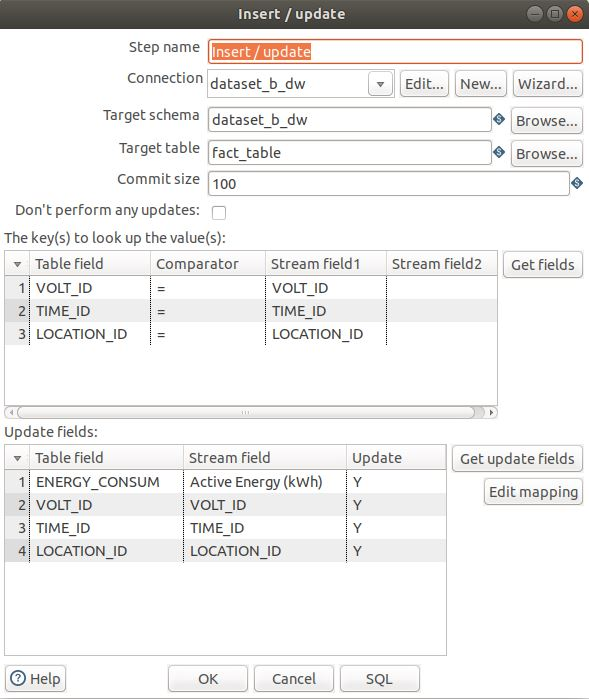 Insert / update
Step name Insert / update
Connection dataset_b_dw Edit... New... Wizard...
Target schema dataset_b_dw Browse...
Target table fact_table Browse...
Commit size 100
Don't perform any updates:
The key(s) to look up the value(s):
Table field Comparator Stream field1 Stream field2 Get fields
1 VOLT_ID = VOLT_ID
2 TIME_ID = TIME_ID
3 LOCATION_ID = LOCATION_ID
Update fields:
Table field Stream field Update Get update fields
1 ENERGY_CONSUM Active Energy (kWh) Y
Edit mapping
2 VOLT_ID VOLT_ID Y
3 TIME_ID TIME_ID Y
4 LOCATION_ID LOCATION_ID Y
Help OK Cancel SQL